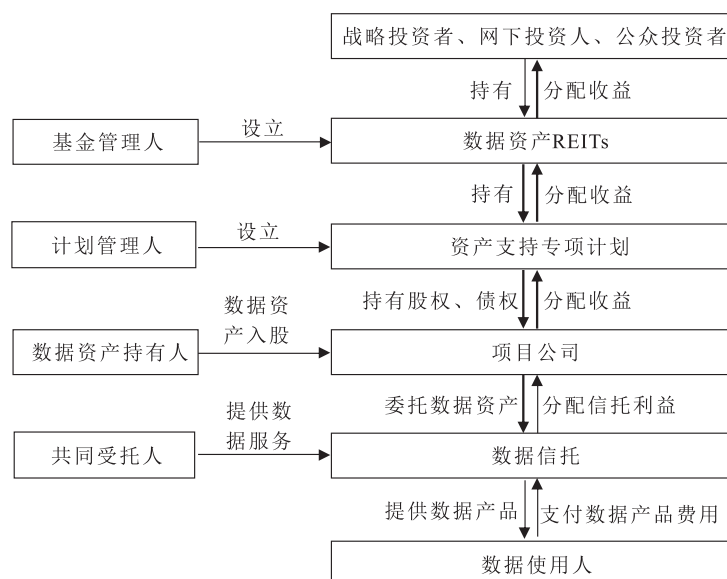 战略投资者、网下投资人、公众投资者
持有
分配收益
基金管理人
设立
数据资产REITs
持有
分配收益
计划管理人
设立
资产支持专项计划
持有股权、债权
分配收益
数据资产持有人
数据资
产入股
项目公司
委托数据资产
分配信托利益
共同受托人
提供数
据服务
数据信托
提供数据产品
支付数据产品费用
数据使用人